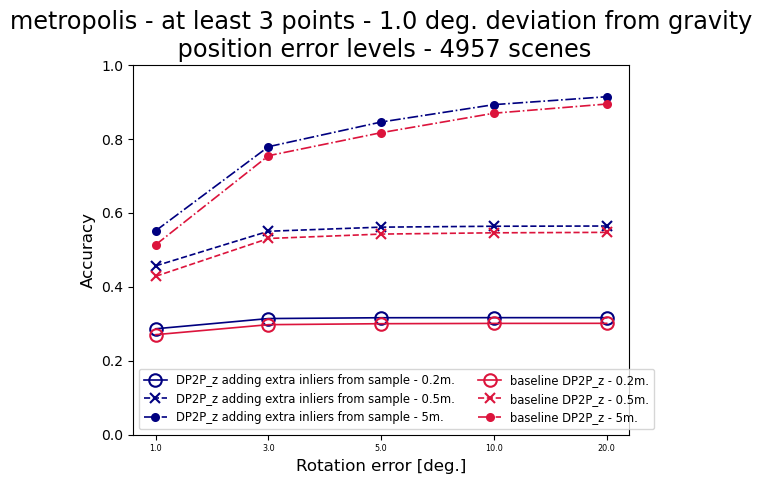 metropolis - at least 3 points - 1.0 deg. deviation from gravity
position error levels - 4957 scenes
1.0
0.8
0.6
0.4
0.2
0.0
Accuracy
DP2P_z adding extra inliers from sample - 0.2m.
DP2P_z adding extra inliers from sample - 0.5m.
DP2P_z adding extra inliers from sample - 5m.
baseline DP2P_z - 0.2m.
baseline DP2P_z - 0.5m.
baseline DP2P_z - 5m.
1.0 3.0 5.0 10.0 20.0
Rotation error [deg.]